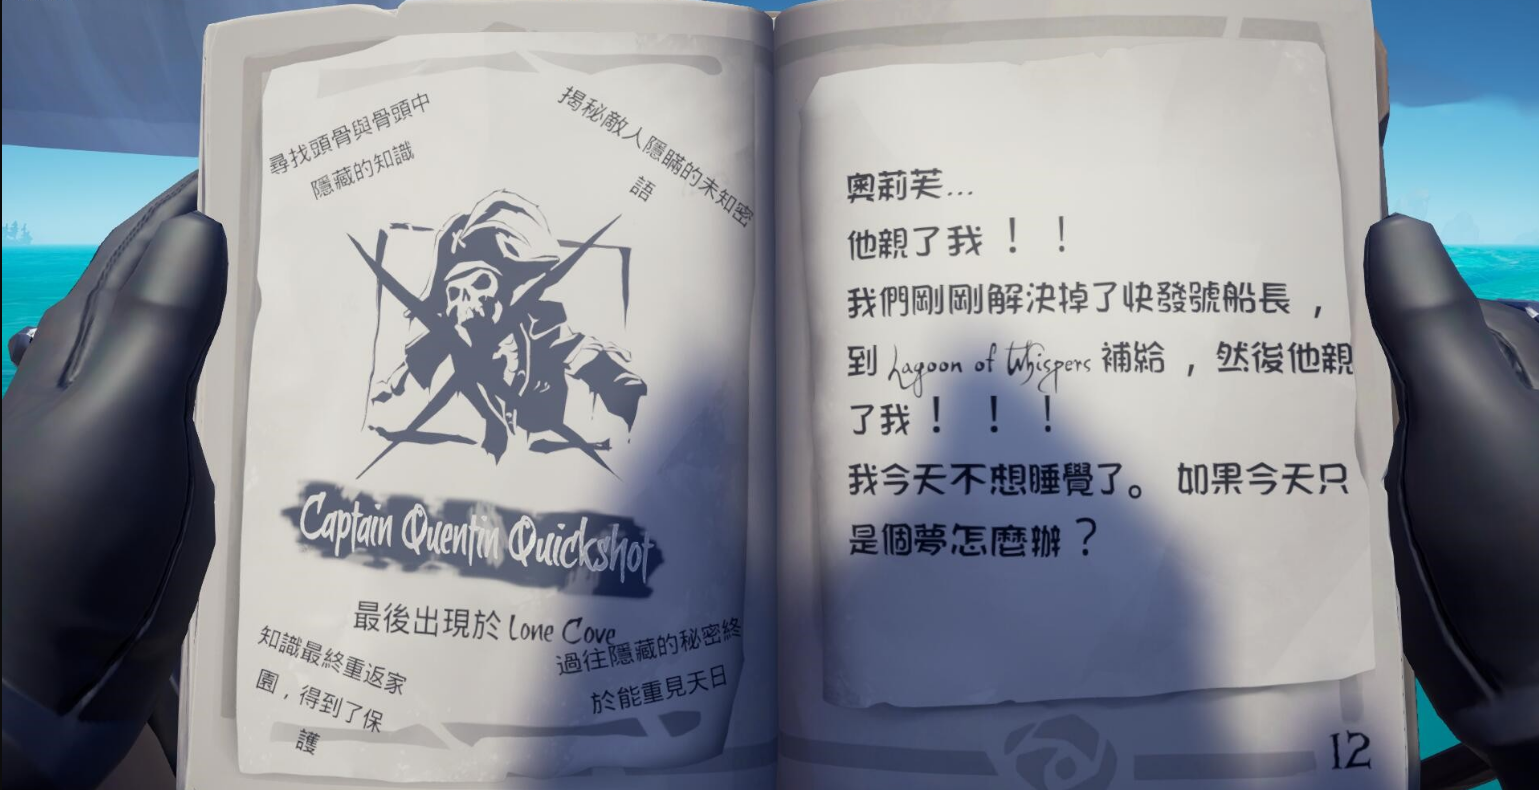 尋找頭骨與骨頭中
隱藏的知識
揭秘敵人隱瞞的未知密
語
Captain Quentin Quickshot
最後出現於 Lone Cove
知識最終重返家
園，得到了保
護
過往隱藏的秘密終
於能重見天日
奧莉芙...
他親了我！！
我們剛剛解決掉了快發號船長，
到 Lagoon of Whispers 補給，然後他親
了我！！！
我今天不想睡覺了。 如果今天只
是個夢怎麼辦？
12